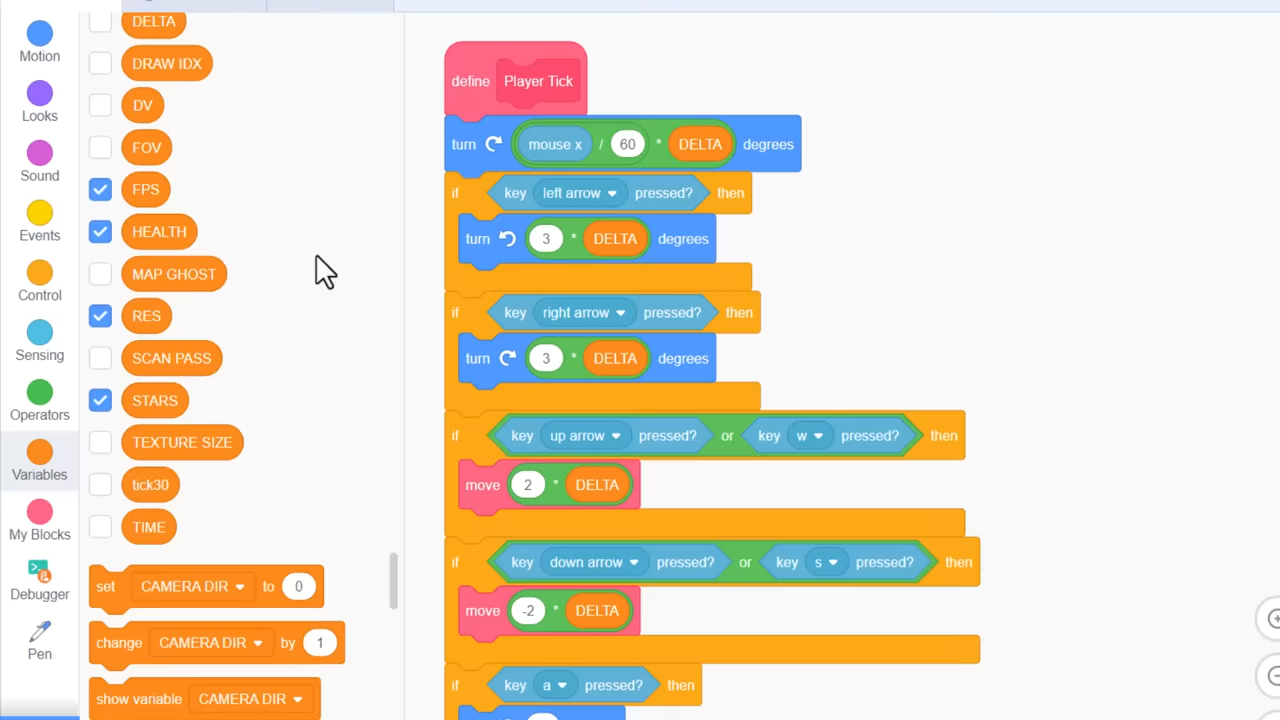 Motion
Looks
Sound
Events
Control
Sensing
Operators
Variables
My Blocks
Debugger
Pen
DELTA
DRAW IDX
DV
FOV
FPS
HEALTH
MAP GHOST
RES
SCAN PASS
STARS
TEXTURE SIZE
tick30
TIME
set CAMERA DIR to 0
change CAMERA DIR by 1
show variable CAMERA DIR
define Player Tick
turn mouse x / 60 * DELTA degrees
if key left arrow pressed? then
turn 3 * DELTA degrees
if key right arrow pressed? then
turn 3 * DELTA degrees
if key up arrow pressed? or key w pressed? then
move 2 * DELTA
if key down arrow pressed? or key s pressed? then
move -2 * DELTA
if key a pressed? then